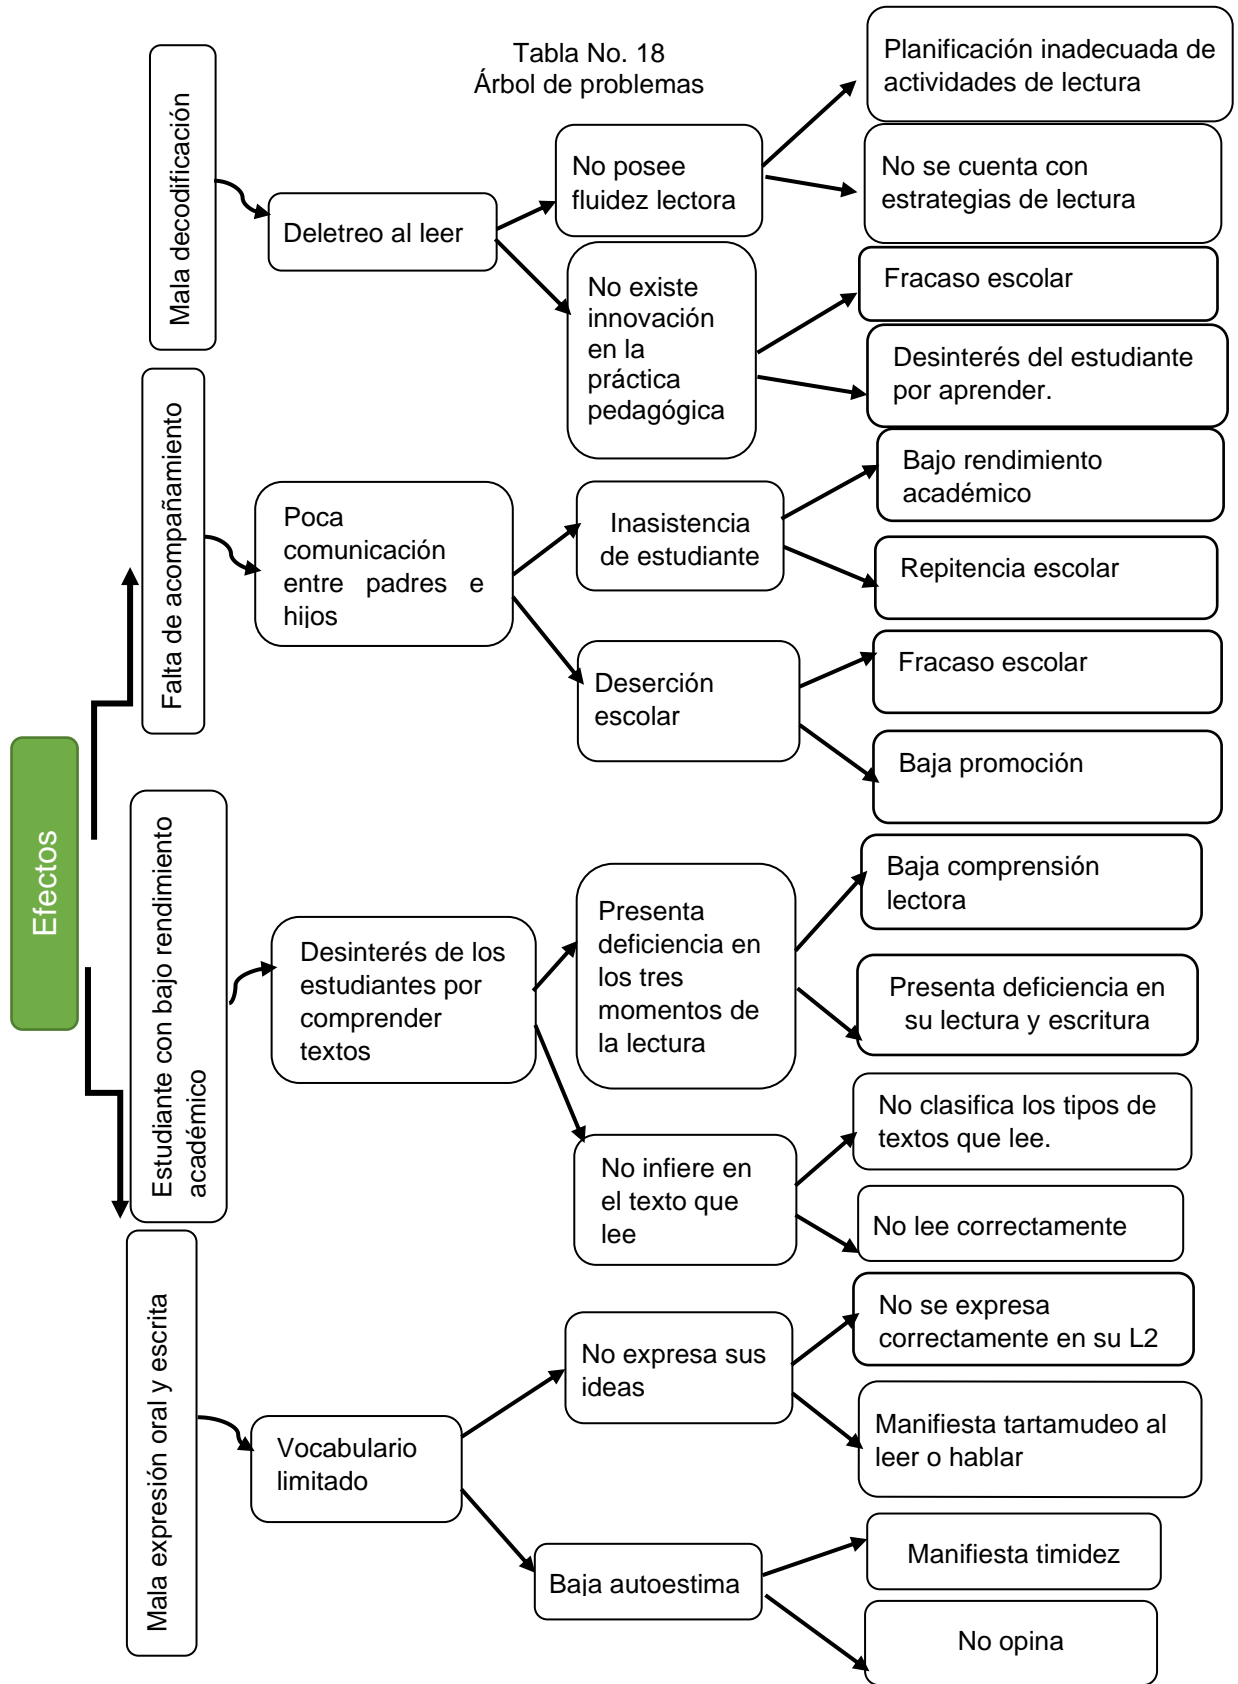 Tabla No. 18
Árbol de problemas
Efectos
Mala decodificación
Deletreo al leer
No posee
fluidez lectora
Planificación inadecuada de
actividades de lectura
No se cuenta con
estrategias de lectura
No existe
innovación
en la
práctica
pedagógica
Fracaso escolar
Desinterés del estudiante
por aprender.
Falta de acompañamiento
Poca
comunicación
entre padres e
hijos
Inasistencia
de estudiante
Bajo rendimiento
académico
Repitencia escolar
Deserción
escolar
Fracaso escolar
Baja promoción
Estudiante con bajo rendimiento
académico
Desinterés de los
estudiantes por
comprender
textos
Presenta
deficiencia en
los tres
momentos de
la lectura
Baja comprensión
lectora
Presenta deficiencia en
su lectura y escritura
No infiere en
el texto que
lee
No clasifica los tipos de
textos que lee.
No lee correctamente
Mala expresión oral y escrita
Vocabulario
limitado
No expresa sus
ideas
No se expresa
correctamente en su L2
Manifiesta tartamudeo al
leer o hablar
Baja autoestima
Manifiesta timidez
No opina